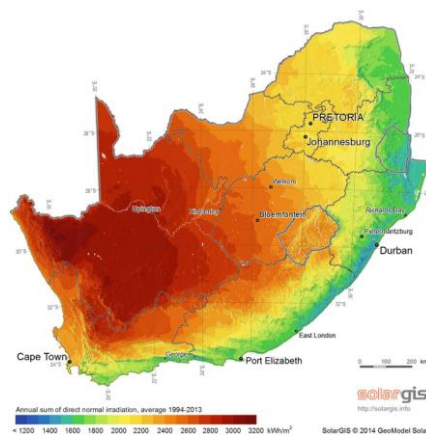 PRETORIA
Johannesburg
Welkom
Upington
Kimberley
Bloemfontein
Richards Bay
Pietermaritzburg
Durban
East London
Cape Town
George
Port Elizabeth
0 100 200
Annual sum of direct normal irradiation, average 1994-2013
< 1200 1400 1600 1800 2000 2200 2400 2600 2800 3000 3200 kWh/m²
solargis
http://solargis.info
SolarGIS © 2014 GeoModel Solar